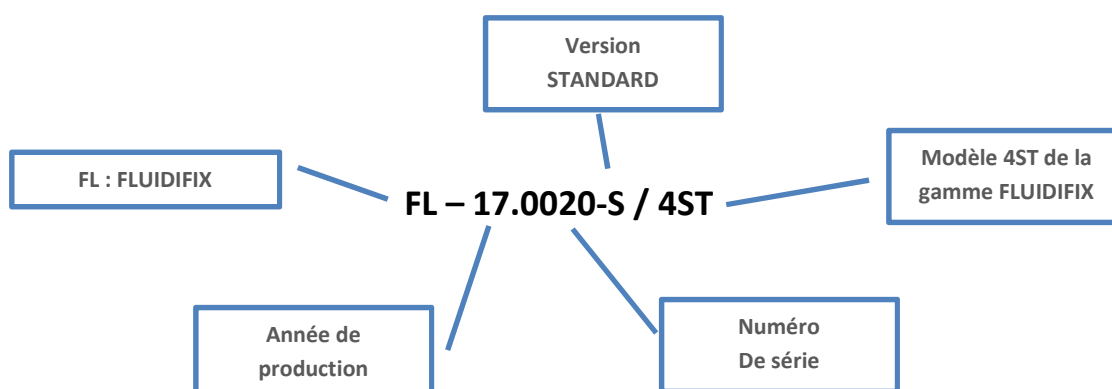 Version
STANDARD
FL : FLUIDIFIX
Modèle 4ST de la
gamme FLUIDIFIX
FL – 17.0020-S / 4ST
Année de
production
Numéro
De série